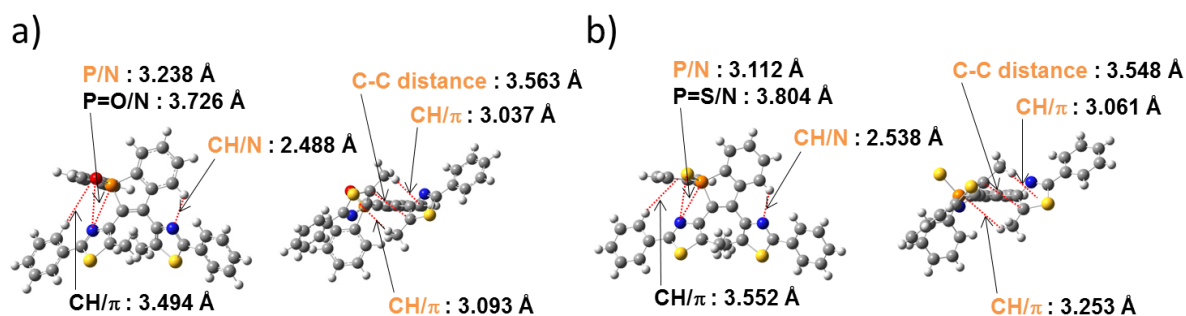 a)
P/N : 3.238 Å
P=O/N : 3.726 Å
CH/N : 2.488 Å
CH/π : 3.494 Å
C-C distance : 3.563 Å
CH/π : 3.037 Å
CH/π : 3.093 Å
b)
P/N : 3.112 Å
P=S/N : 3.804 Å
CH/N : 2.538 Å
CH/π : 3.552 Å
C-C distance : 3.548 Å
CH/π : 3.061 Å
CH/π : 3.253 Å